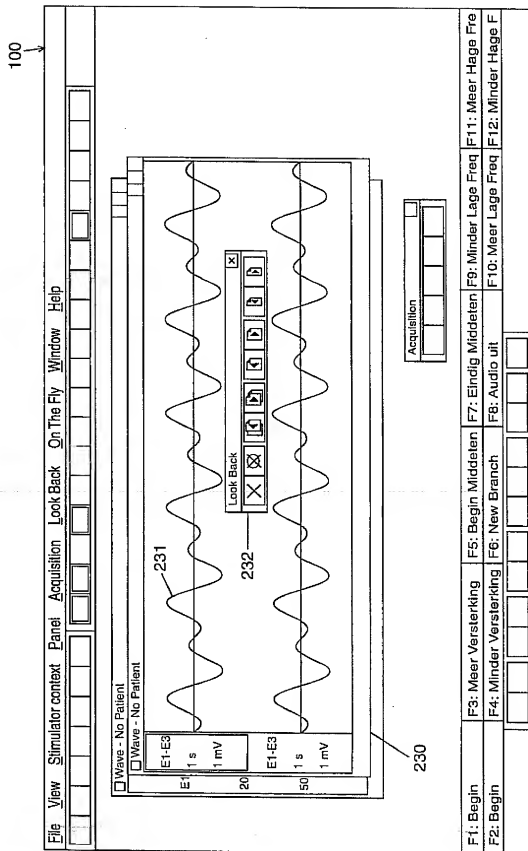 100
File View Stimulator context Panel Acquisition Look Back On The Fly Window Help
Wave - No Patient
Wave - No Patient
E1
E1-E3
1 s
1 mV
20
E1-E3
1 s
1 mV
50
231
Look Back
232
230
Acquisition
F1: Begin F3: Meer Versterking F5: Begin Middeten F7: Eindig Middeten F9: Minder Lage Freq F11: Meer Hage Fre
F2: Begin F4: Minder Versterking F6: New Branch F8: Audio uit F10: Meer Lage Freq F12: Minder Hage F